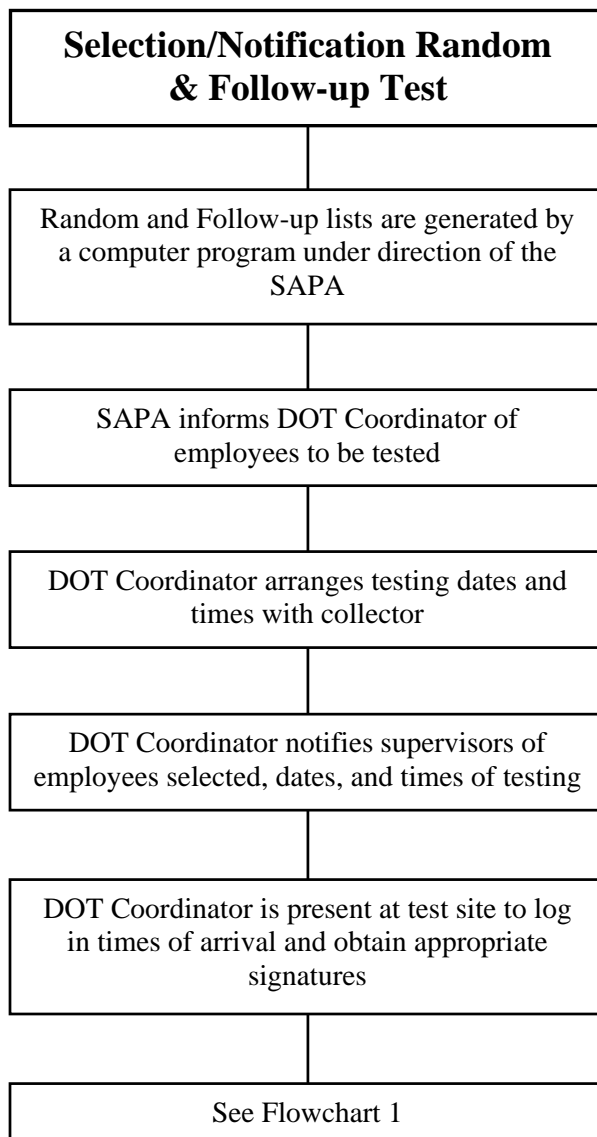 Selection/Notification Random
& Follow-up Test
Random and Follow-up lists are generated by
a computer program under direction of the
SAPA
SAPA informs DOT Coordinator of
employees to be tested
DOT Coordinator arranges testing dates and
times with collector
DOT Coordinator notifies supervisors of
employees selected, dates, and times of testing
DOT Coordinator is present at test site to log
in times of arrival and obtain appropriate
signatures
See Flowchart 1